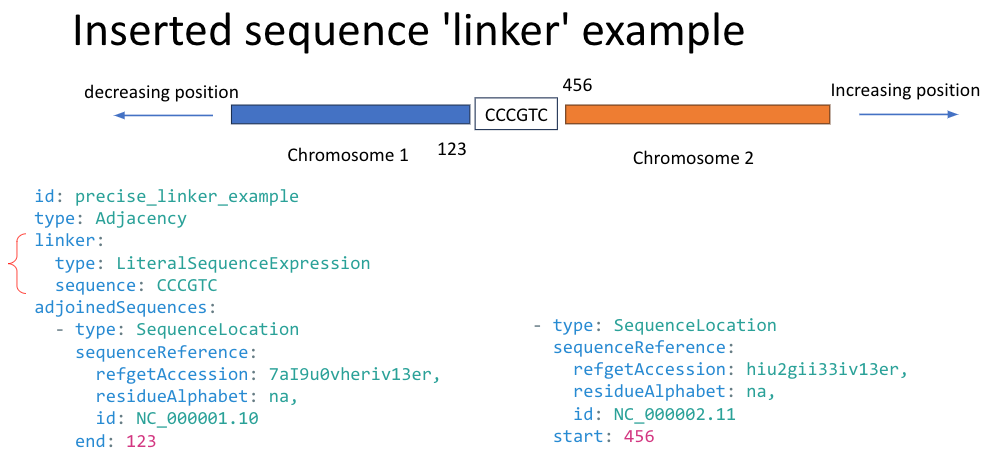 Inserted sequence 'linker' example
decreasing position
456
Increasing position
CCCGTC
Chromosome 1
123
Chromosome 2
id: precise_linker_example
type: Adjacency
linker:
type: LiteralSequenceExpression
sequence: CCCGTC
adjoinedSequences:
- type: SequenceLocation
sequenceReference:
refgetAccession: 7aI9u0vheriv13er,
residueAlphabet: na,
id: NC_000001.10
end: 123
- type: SequenceLocation
sequenceReference:
refgetAccession: hiu2gii33iv13er,
residueAlphabet: na,
id: NC_000002.11
start: 456